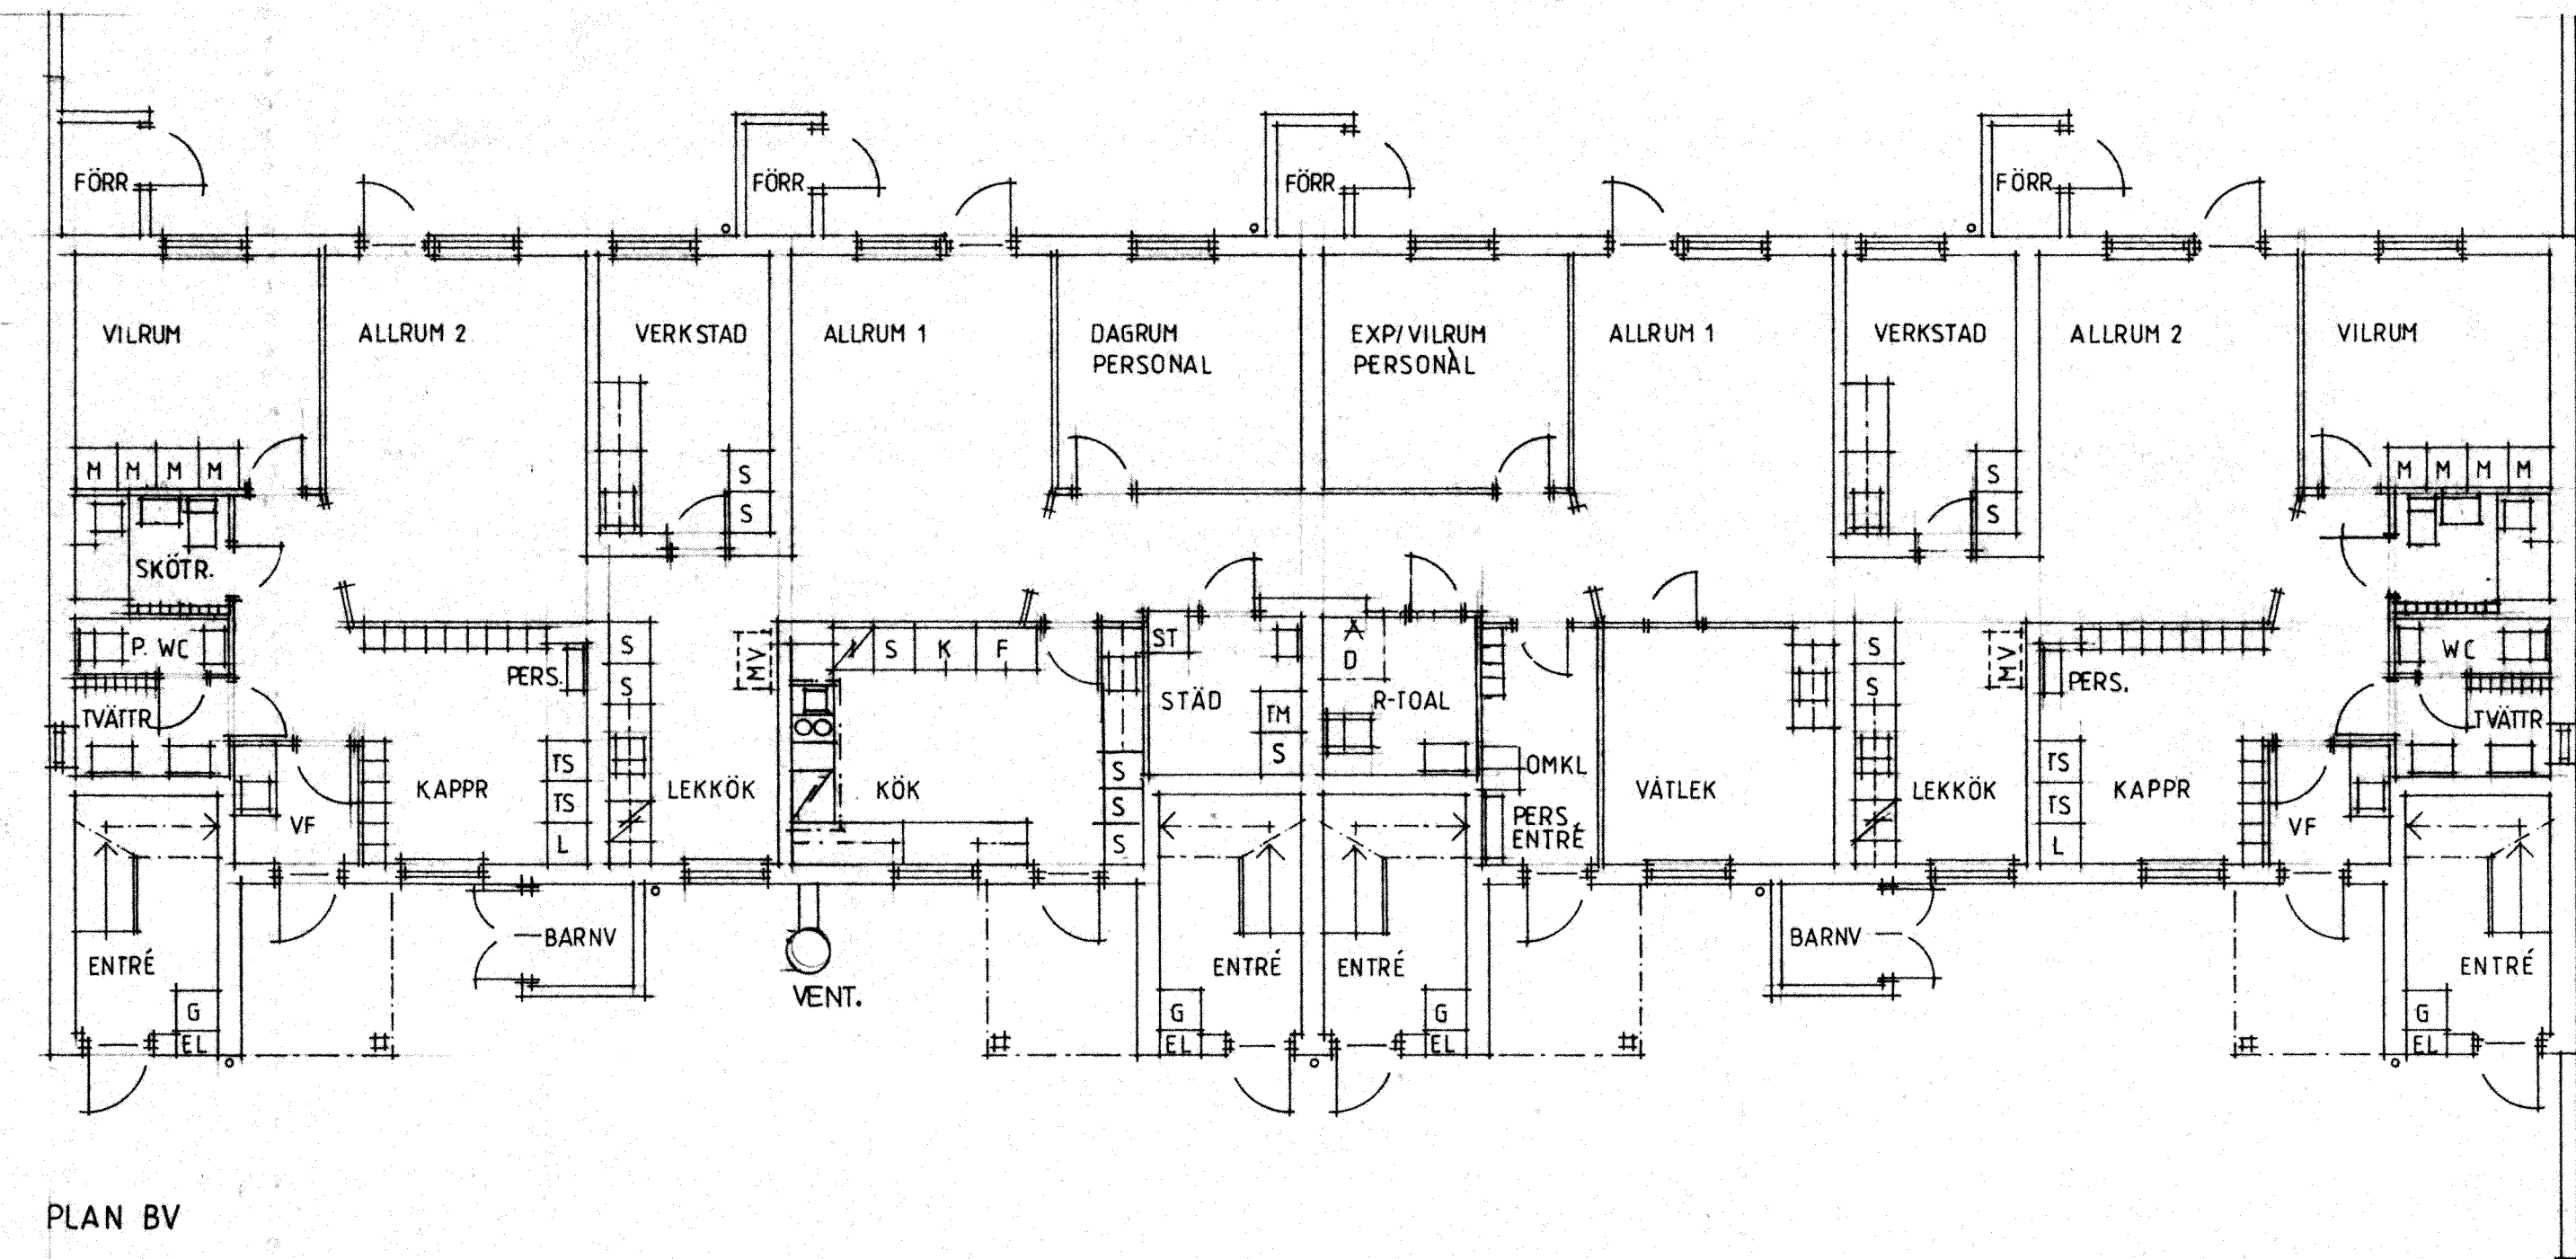 FÖRR
FÖRR
FÖRR
FÖRR
VILRUM
ALLRUM 2
VERKSTAD
ALLRUM 1
DAGRUM
PERSONAL
EXP/VILRUM
PERSONAL
ALLRUM 1
VERKSTAD
ALLRUM 2
VILRUM
M M M M
S
S
S
S
M M M M
SKÖTR.
P. WC
TVÄTTR
PERS.
S
S
MV
S K F
ST
STÄD
TM
S
A
D
R-TOAL
S
S
MV
PERS.
WC
TVÄTTR
VF
KAPPR
TS
TS
L
LEKKÖK
KÖK
S
S
S
OMKL
PERS
ENTRÉ
VÅTLEK
LEKKÖK
TS
TS
L
KAPPR
VF
BARNV
VENT.
BARNV
ENTRÉ
G
EL
ENTRÉ
G
EL
ENTRÉ
G
EL
ENTRÉ
G
EL
PLAN BV